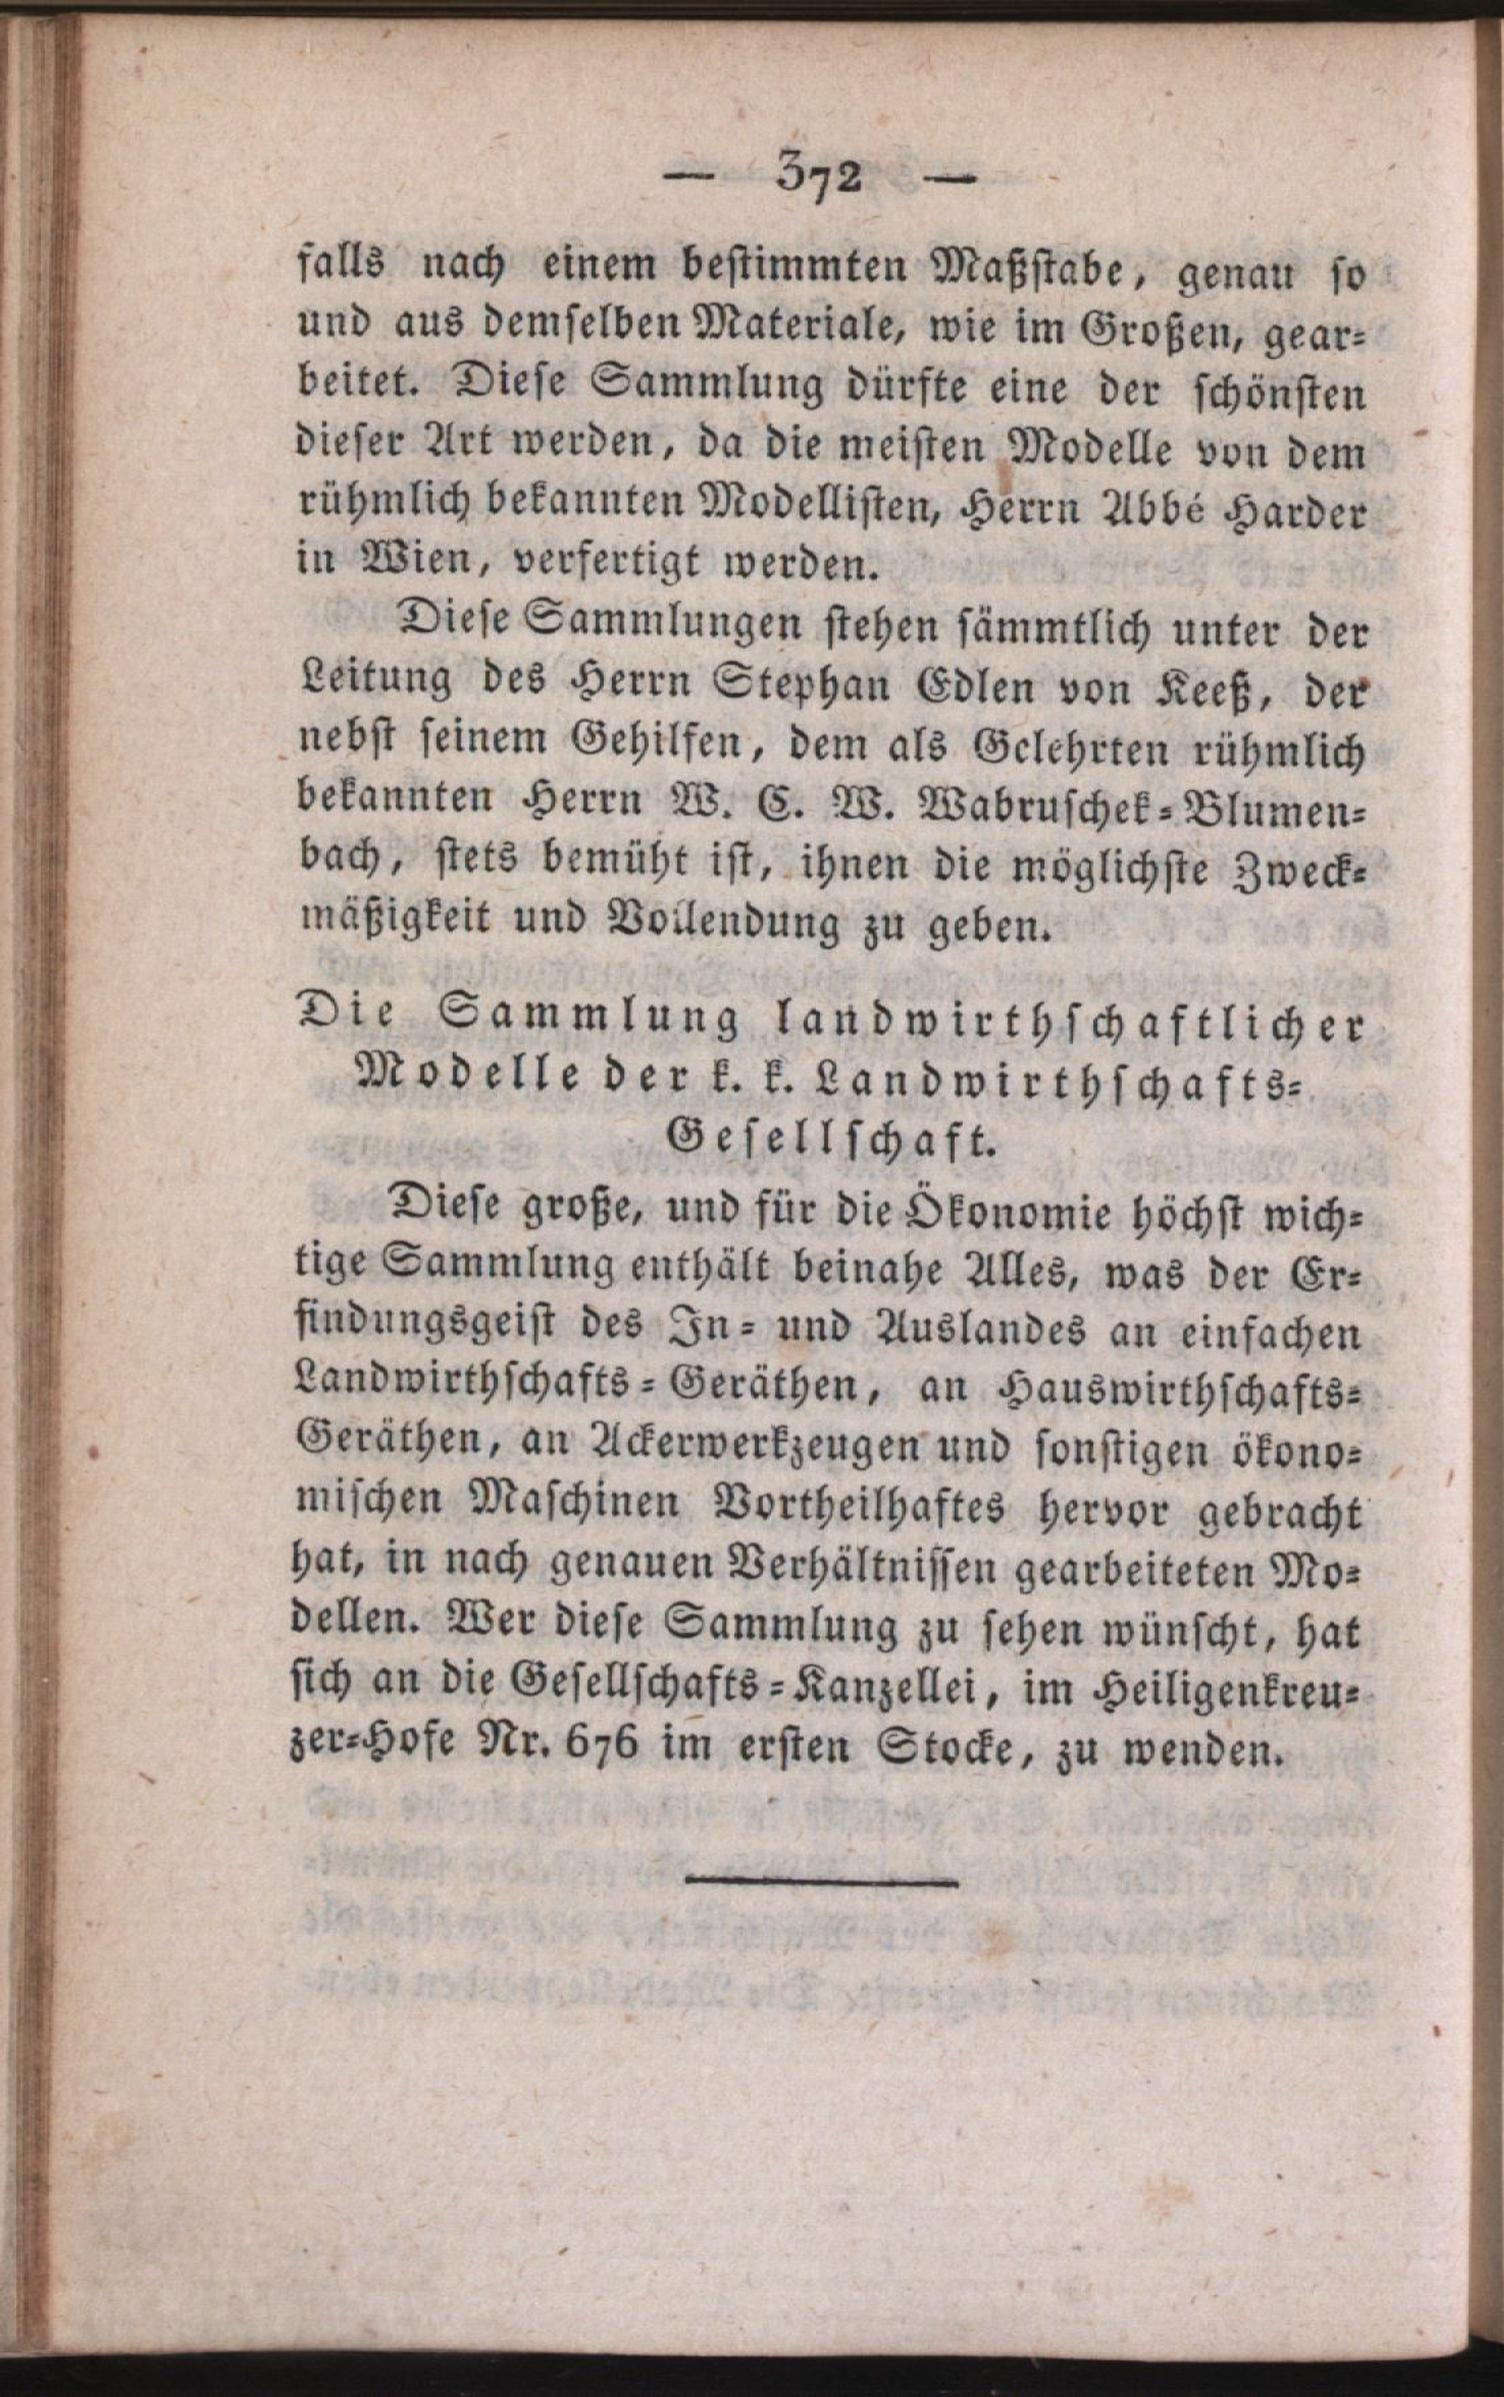 — 372 —
falls nach einem bestimmten Maßstabe, genau so
und aus demselben Materiale, wie im Großen, gear-
beitet. Diese Sammlung dürfte eine der schönsten
dieser Art werden, da die meisten Modelle von dem
rühmlich bekannten Modellisten, Herrn Abbé Harder
in Wien, verfertigt werden.
Diese Sammlungen stehen sämmtlich unter der
Leitung des Herrn Stephan Edlen von Keeß, der
nebst seinem Gehilfen, dem als Gelehrten rühmlich
bekannten Herrn W. C. W. Wabruschek-Blumen-
bach, stets bemüht ist, ihnen die möglichste Zweck-
mäßigkeit und Vollendung zu geben.
Die Sammlung landwirthschaftlicher
Modelle der k. k. Landwirthschafts-
Gesellschaft.
Diese große, und für die Ökonomie höchst wich-
tige Sammlung enthält beinahe Alles, was der Er-
findungsgeist des In- und Auslandes an einfachen
Landwirthschafts-Geräthen, an Hauswirthschafts-
Geräthen, an Ackerwerkzeugen und sonstigen ökono-
mischen Maschinen Vortheilhaftes hervor gebracht
hat, in nach genauen Verhältnissen gearbeiteten Mo-
dellen. Wer diese Sammlung zu sehen wünscht, hat
sich an die Gesellschafts-Kanzellei, im Heiligenkreu-
zer-Hofe Nr. 676 im ersten Stocke, zu wenden.